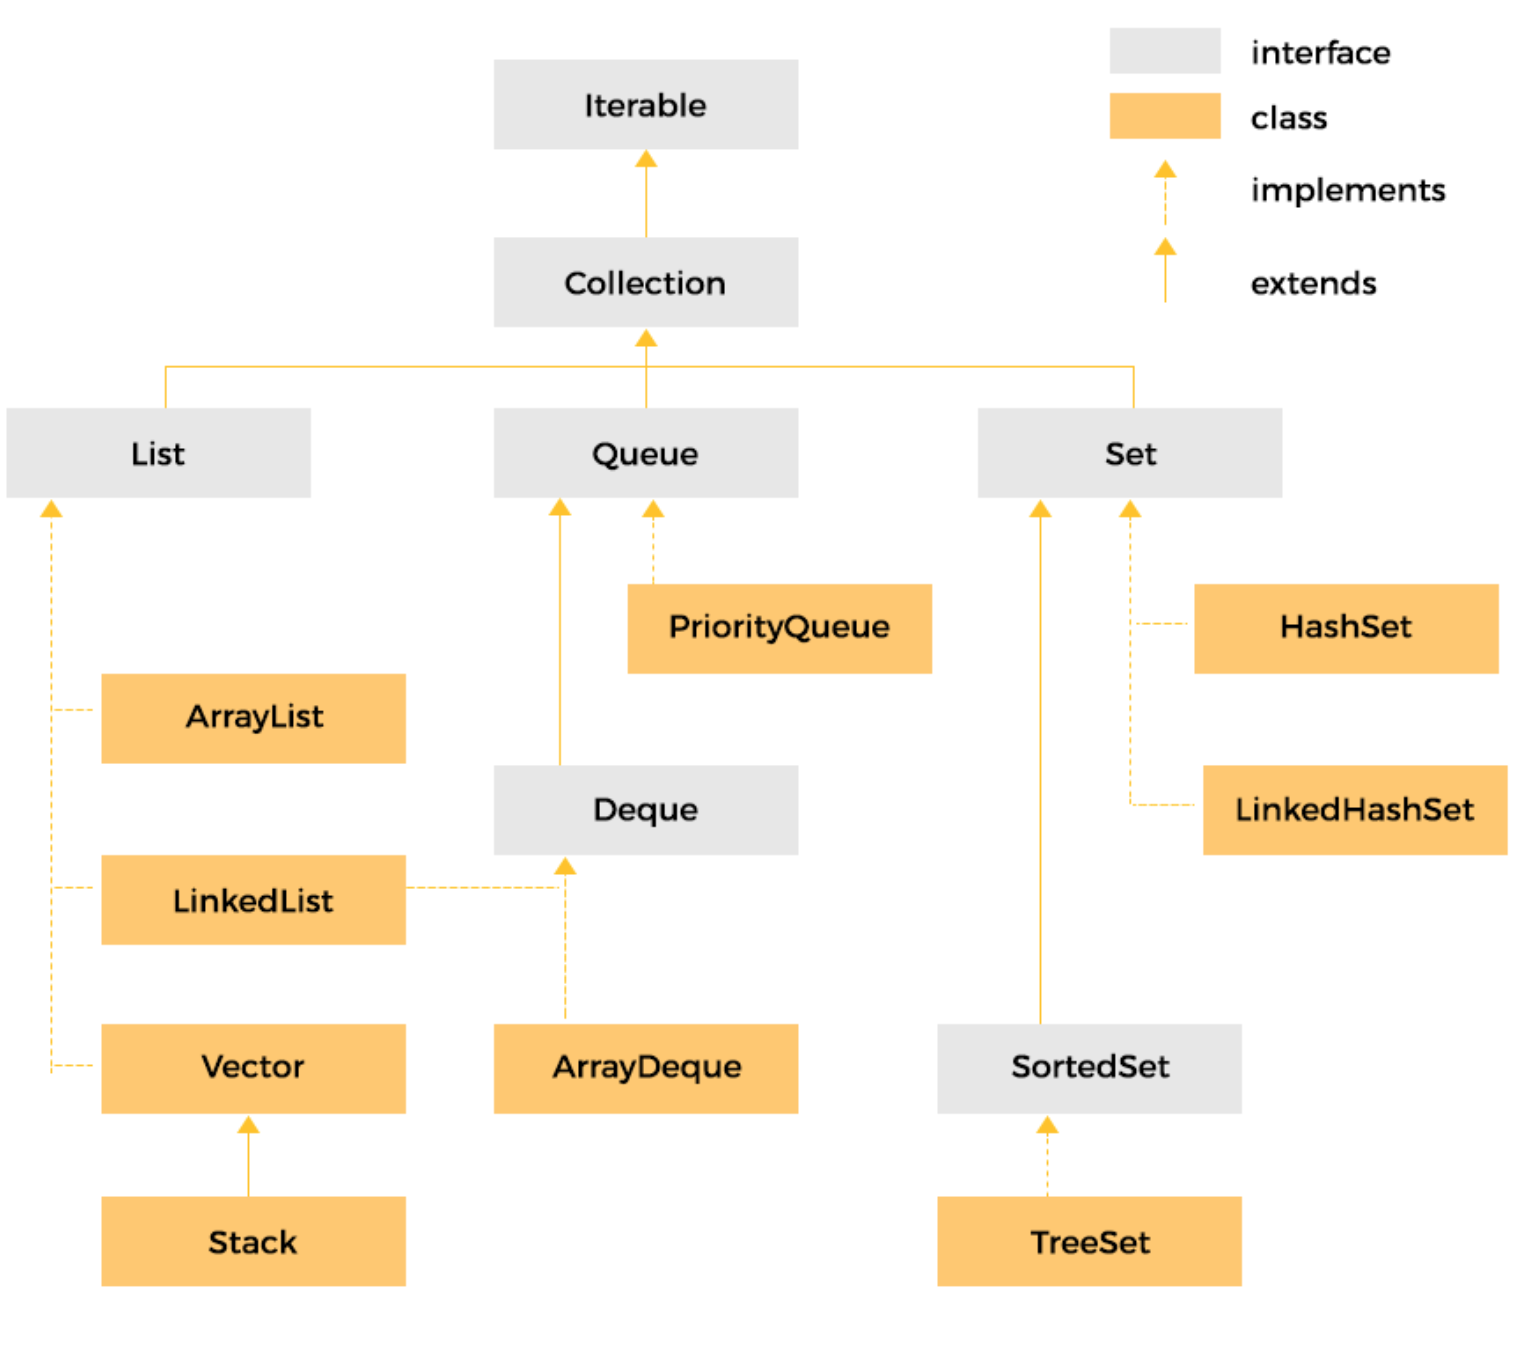 interface
Iterable
class
implements
Collection
extends
List
Queue
Set
PriorityQueue
HashSet
ArrayList
Deque
LinkedHashSet
LinkedList
Vector
ArrayDeque
SortedSet
Stack
TreeSet